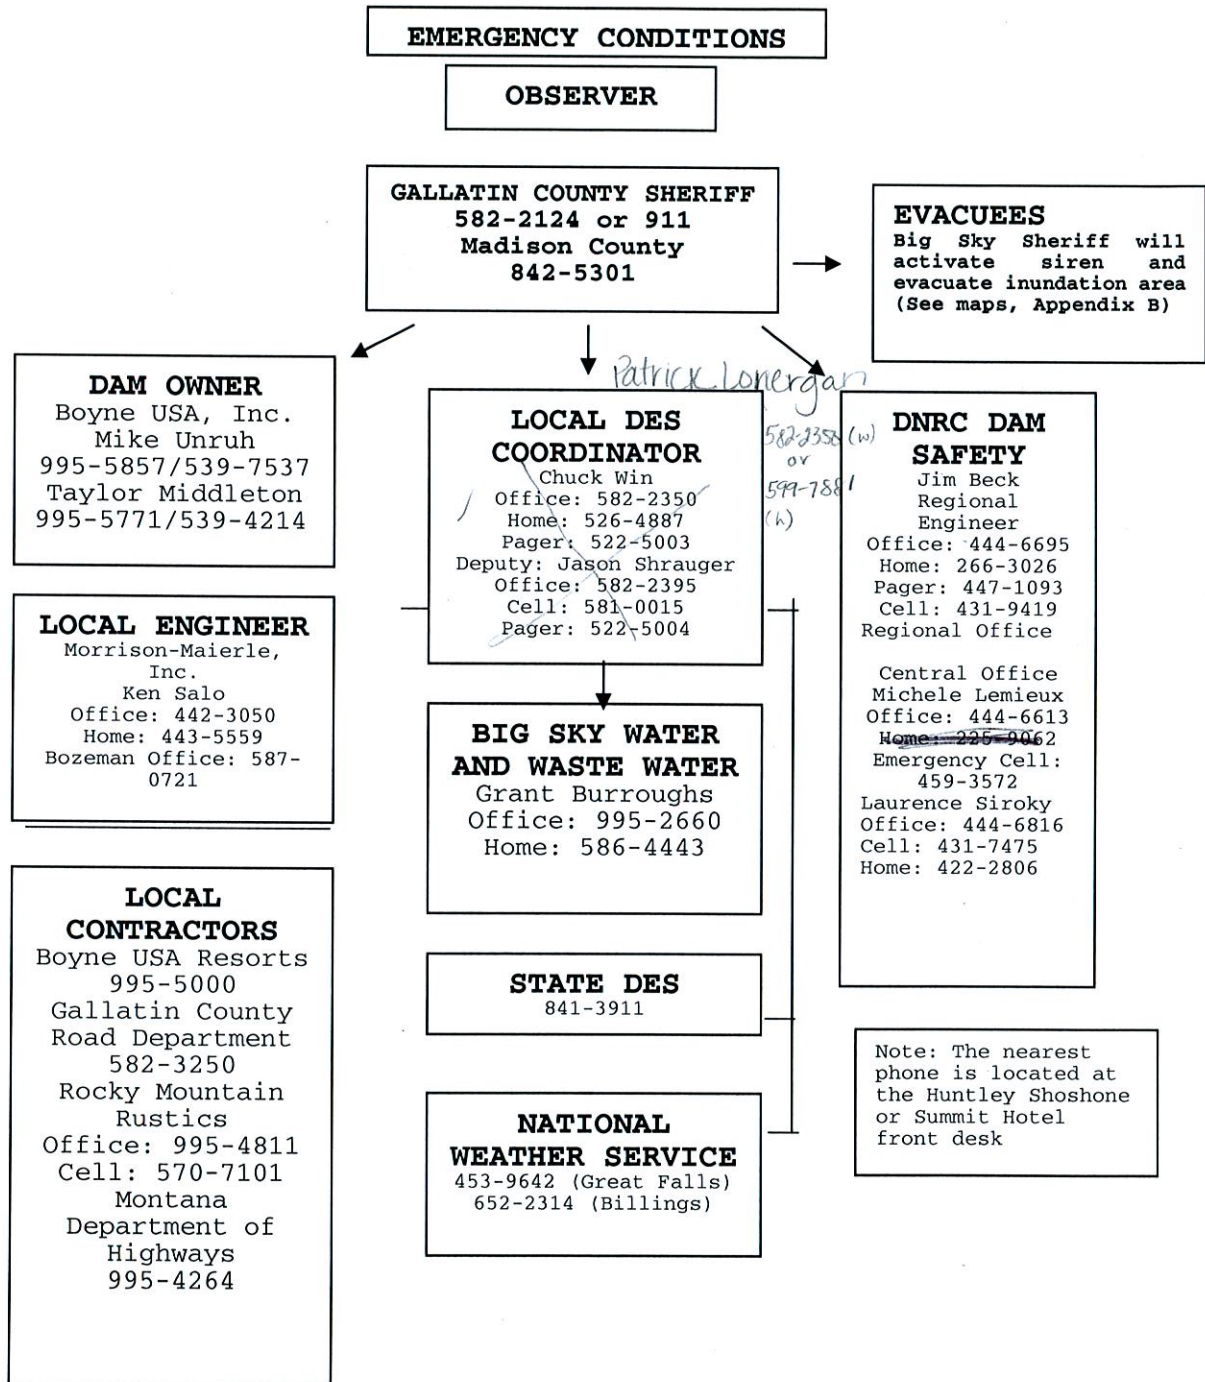 EMERGENCY CONDITIONS
OBSERVER
GALLATIN COUNTY SHERIFF
582-2124 or 911
Madison County
842-5301
EVACUEES
Big Sky Sheriff will
activate siren and
evacuate inundation area
(See maps, Appendix B)
DAM OWNER
Boyne USA, Inc.
Mike Unruh
995-5857/539-7537
Taylor Middleton
995-5771/539-4214
LOCAL ENGINEER
Morrison-Maierle,
Inc.
Ken Salo
Office: 442-3050
Home: 443-5559
Bozeman Office: 587-
0721
LOCAL
CONTRACTORS
Boyne USA Resorts
995-5000
Gallatin County
Road Department
582-3250
Rocky Mountain
Rustics
Office: 995-4811
Cell: 570-7101
Montana
Department of
Highways
995-4264
Patrick Lonergan
582-2350 (w)
or
599-7881
(h)
LOCAL DES
COORDINATOR
Chuck Win
Office: 582-2350
Home: 526-4887
Pager: 522-5003
Deputy: Jason Shrauger
Office: 582-2395
Cell: 581-0015
Pager: 522-5004
BIG SKY WATER
AND WASTE WATER
Grant Burroughs
Office: 995-2660
Home: 586-4443
STATE DES
841-3911
NATIONAL
WEATHER SERVICE
453-9642 (Great Falls)
652-2314 (Billings)
DNRC DAM
SAFETY
Jim Beck
Regional
Engineer
Office: 444-6695
Home: 266-3026
Pager: 447-1093
Cell: 431-9419
Regional Office
Central Office
Michele Lemieux
Office: 444-6613
Home: 225-9062
Emergency Cell:
459-3572
Laurence Siroky
Office: 444-6816
Cell: 431-7475
Home: 422-2806
Note: The nearest
phone is located at
the Huntley Shoshone
or Summit Hotel
front desk